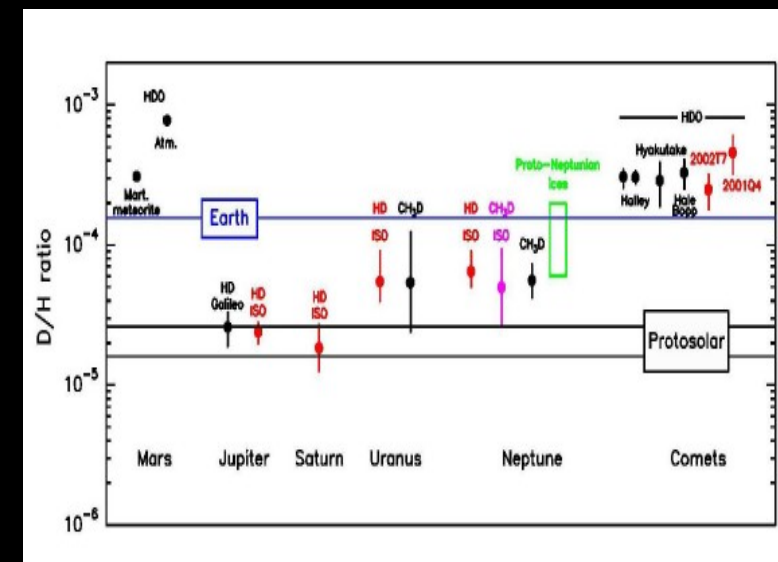 10⁻³
10⁻⁴
10⁻⁵
10⁻⁶
D/H ratio
HDO
Atm.
Mart.
meteorite
Earth
HD
Galileo
HD
ISO
HD
ISO
HD
ISO
CH₃D
HD
ISO
CH₃D
ISO
CH₃D
Proto-Neptunian
Ices
HDO
Halley
Hyakutake
Hale
Bopp
2002T7
2001Q4
Protosolar
Mars
Jupiter
Saturn
Uranus
Neptune
Comets